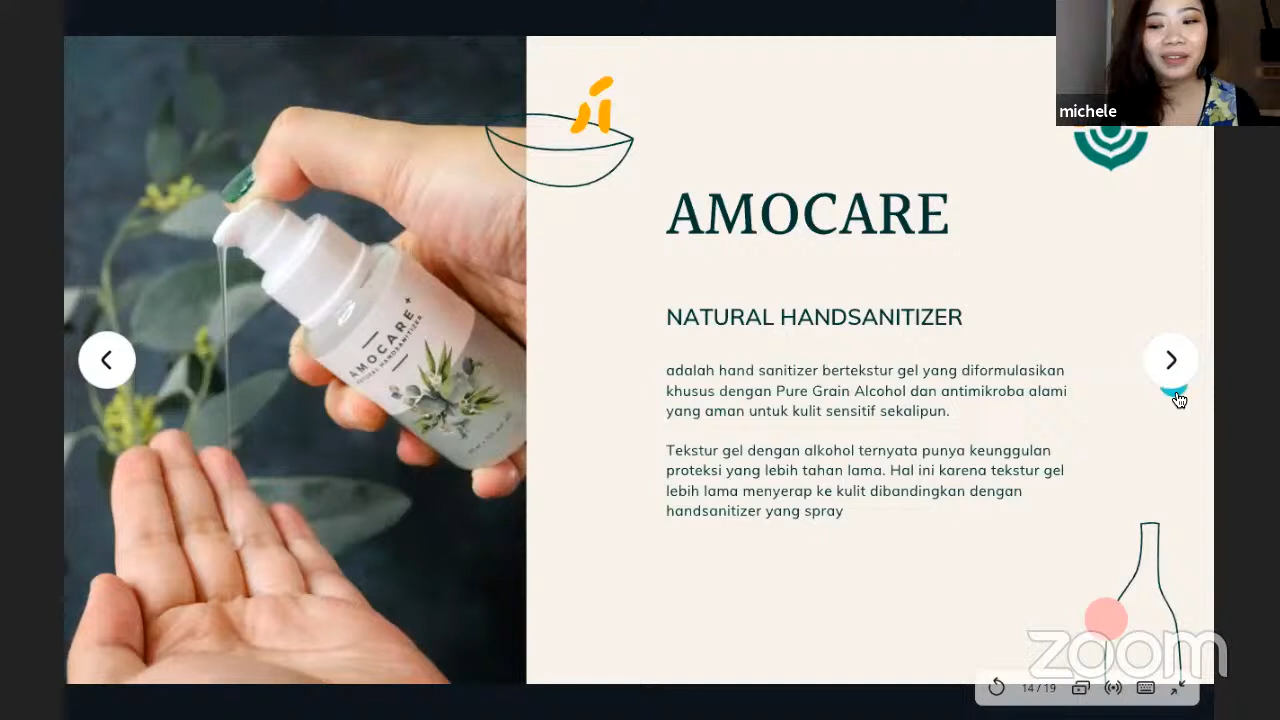 michele
AMOCARE
NATURAL HANDSANITIZER
adalah hand sanitizer bertekstur gel yang diformulasikan
khusus dengan Pure Grain Alcohol dan antimikroba alami
yang aman untuk kulit sensitif sekalipun.
Tekstur gel dengan alkohol ternyata punya keunggulan
proteksi yang lebih tahan lama. Hal ini karena tekstur gel
lebih lama menyerap ke kulit dibandingkan dengan
handsanitizer yang spray
AMOCARE
NATURAL HANDSANITIZER
zoom
14 / 19